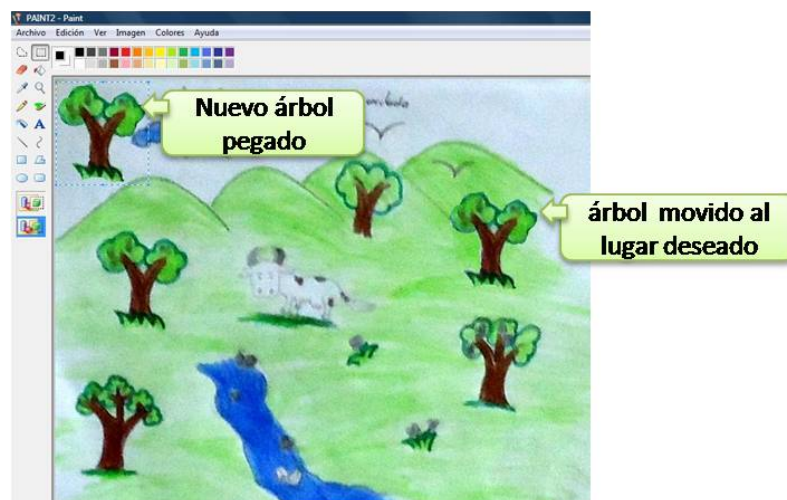 PAINT2 - Paint
Archivo Edición Ver Imagen Colores Ayuda
A
Nuevo árbol
pegado
árbol movido al
lugar deseado